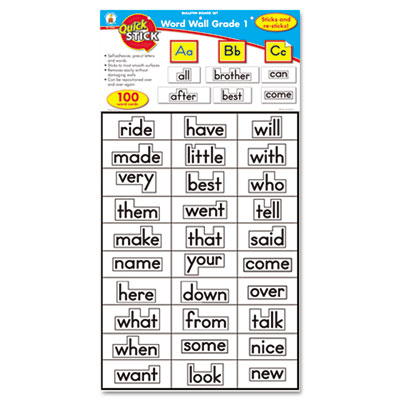 BULLETIN BOARD SET
Word Wall Grade 1
Sticks and re-sticks!
Quick STICK
Aa Bb Cc
all brother can
after best come
• Self-adhesive, precut letters and words
• Sticks to most smooth surfaces
• Removes easily without damaging walls
• Can be repositioned over and over again
100
word cards
ride have will
made little with
very best who
them went tell
make that said
name your come
here down over
what from talk
when some nice
want look new